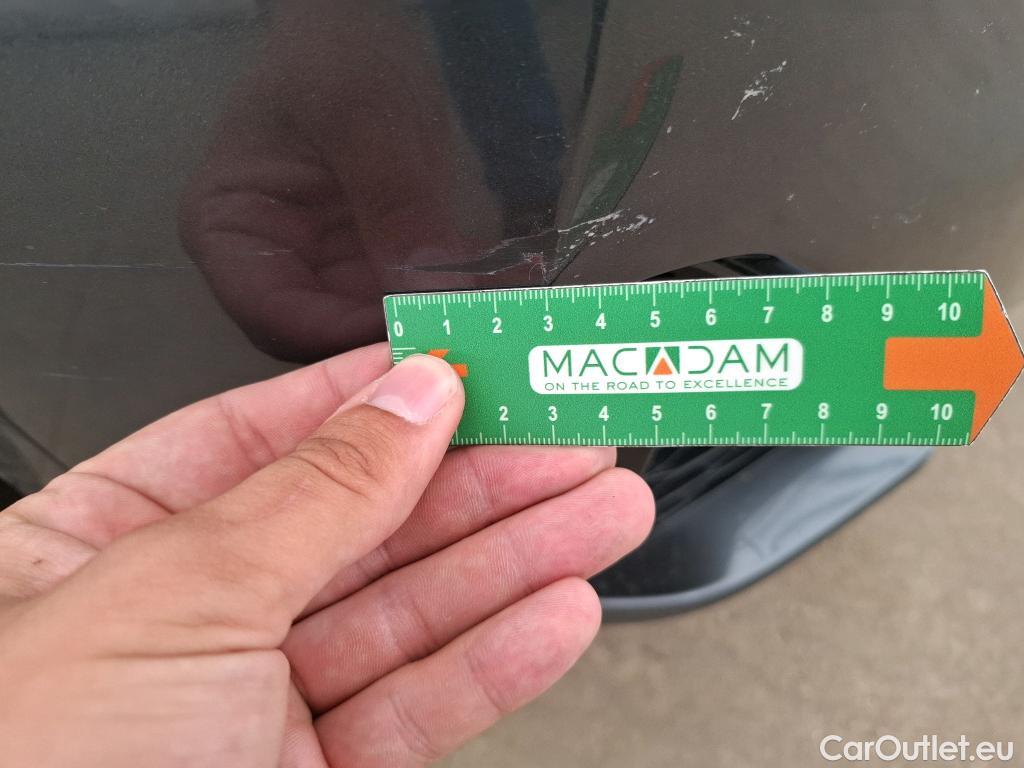 0 1 2 3 4 5 6 7 8 9 10
MACADAM
ON THE ROAD TO EXCELLENCE
2 3 4 5 6 7 8 9 10
CarOutlet.eu